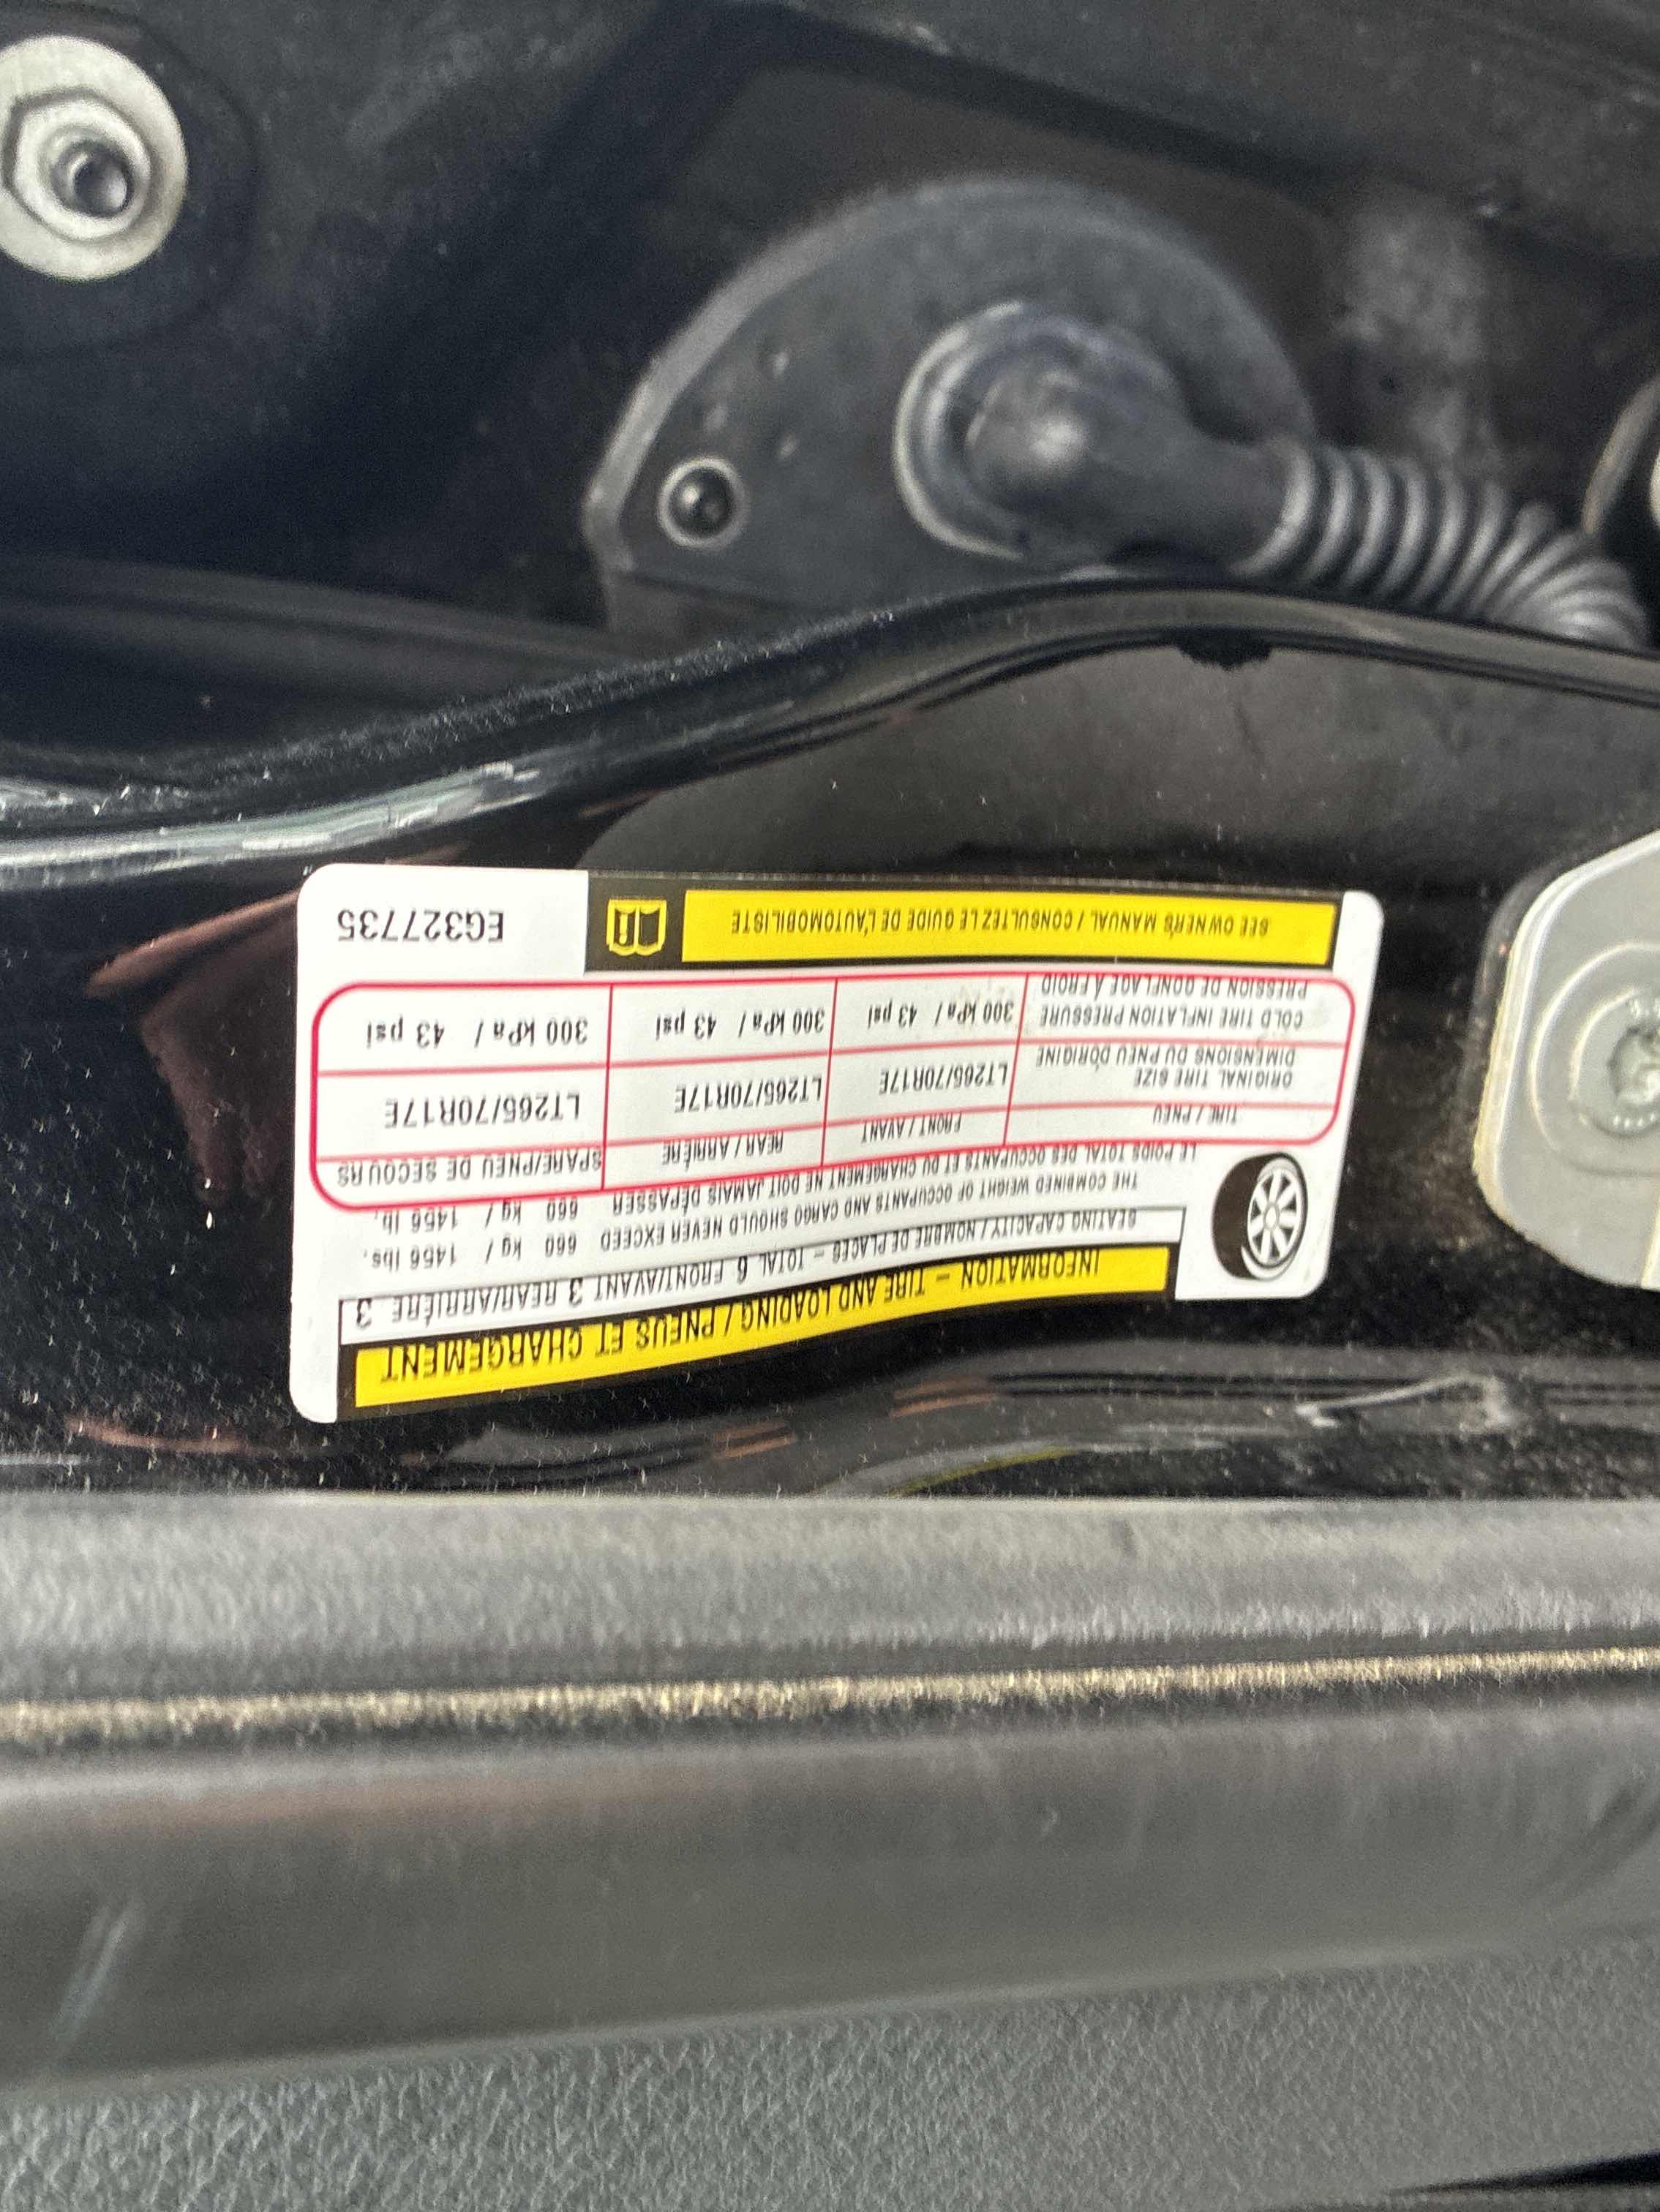 INFORMATION – TIRE AND LOADING / PNEUS ET CHARGEMENT
SEATING CAPACITY / NOMBRE DE PLACES – TOTAL 6 FRONT/AVANT 3 REAR/ARRIÈRE 3
THE COMBINED WEIGHT OF OCCUPANTS AND CARGO SHOULD NEVER EXCEED 660 kg / 1456 lbs.
LE POIDS TOTAL DES OCCUPANTS ET DU CHARGEMENT NE DOIT JAMAIS DÉPASSER 660 kg / 1456 lb.
TIRE / PNEU FRONT / AVANT REAR / ARRIÈRE SPARE/PNEU DE SECOURS
ORIGINAL TIRE SIZE
DIMENSIONS DU PNEU D'ORIGINE LT265/70R17E LT265/70R17E LT265/70R17E
COLD TIRE INFLATION PRESSURE
PRESSION DE GONFLAGE À FROID 300 kPa / 43 psi 300 kPa / 43 psi 300 kPa / 43 psi
SEE OWNER'S MANUAL / CONSULTEZ LE GUIDE DE L'AUTOMOBILISTE
EG327735